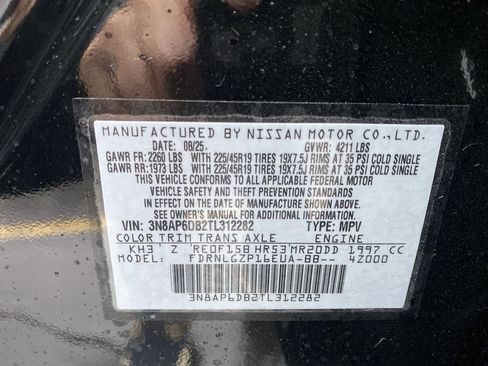 MANUFACTURED BY NISSAN MOTOR CO., LTD.
DATE: 08/25 GVWR: 4211 LBS
GAWR FR: 2260 LBS WITH 225/45R19 TIRES 19X7.5J RIMS AT 35 PSI COLD SINGLE
GAWR RR: 1973 LBS WITH 225/45R19 TIRES 19X7.5J RIMS AT 35 PSI COLD SINGLE
THIS VEHICLE CONFORMS TO ALL APPLICABLE FEDERAL MOTOR
VEHICLE SAFETY AND THEFT PREVENTION STANDARDS
IN EFFECT ON THE DATE OF MANUFACTURE SHOWN ABOVE.
SEE OWNER'S MANUAL FOR ADDITIONAL INFORMATION
VIN: 3N8AP6DB2TL312282 TYPE: MPV
COLOR TRIM TRANS AXLE ENGINE
KH3 ' Z RE0F15B HR53'MR20DD 1997 CC
MODEL: FDRNLGZP16EUA-BB-- 4Z000
3N8AP6DB2TL312282